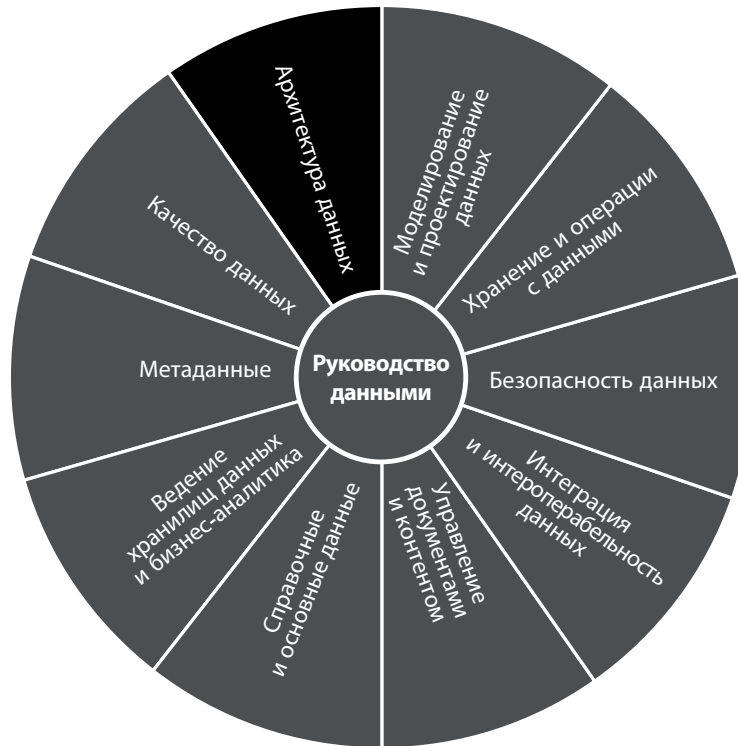 Архитектура данных
Моделирование
и проектирование
данных
Хранение и операции
с данными
Безопасность данных
Интеграция
и интероперабельность
данных
Управление
документами
и контентом
Справочные
и основные данные
Ведение
хранилищ данных
и бизнес-аналитика
Метаданные
Качество данных
Руководство
данными